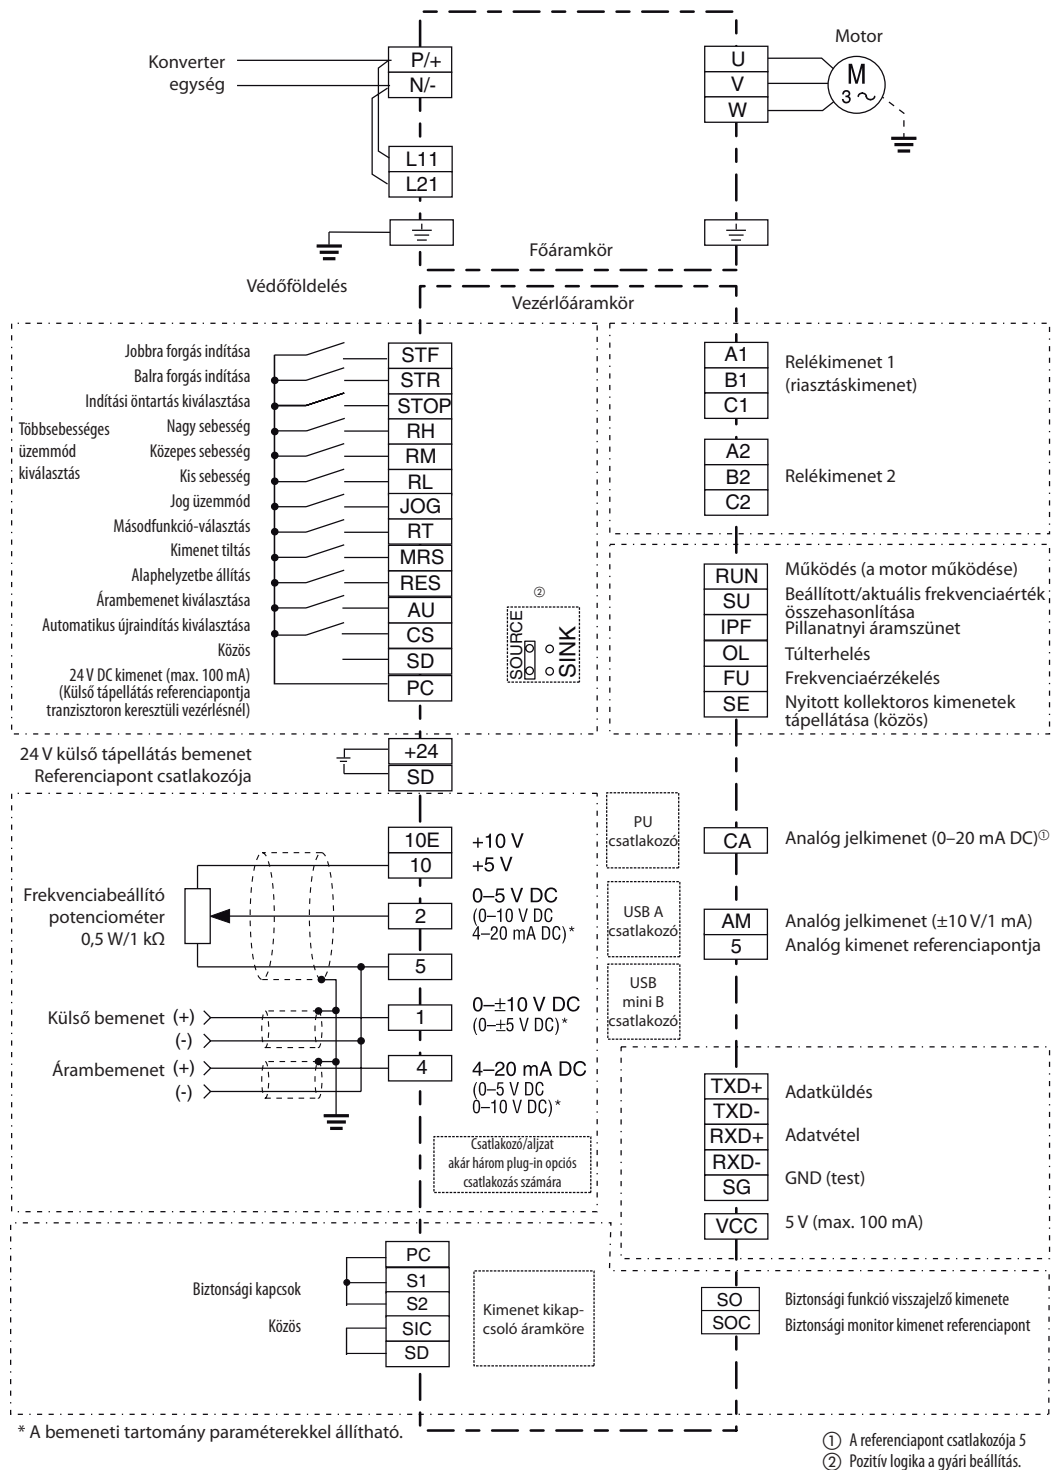 Konverter
egység
P/+
N/-
L11
L21
U
V
W
Motor
M
3 ~
Védőföldelés
Főáramkör
Vezérlőáramkör
Jobbra forgás indítása
STF
Balra forgás indítása
STR
Indítási öntartás kiválasztása
STOP
Többsebességes
üzemmód
kiválasztás
Nagy sebesség
RH
Közepes sebesség
RM
Kis sebesség
RL
Jog üzemmód
JOG
Másodfunkció-választás
RT
Kimenet tiltás
MRS
Alaphelyzetbe állítás
RES
Árambemenet kiválasztása
AU
Automatikus újraindítás kiválasztása
CS
Közös
SD
24 V DC kimenet (max. 100 mA)
(Külső tápellátás referenciapontja
tranzisztoron keresztüli vezérlésnél)
PC
②
SOURCE
SINK
A1
B1
C1
Relékimenet 1
(riasztáskimenet)
A2
B2
C2
Relékimenet 2
RUN
Működés (a motor működése)
SU
Beállított/aktuális frekvenciaérték
összehasonlítása
IPF
Pillanatnyi áramszünet
OL
Túlterhelés
FU
Frekvenciaérzékelés
SE
Nyitott kollektoros kimenetek
tápellátása (közös)
24 V külső tápellátás bemenet
+24
Referenciapont csatlakozója
SD
Frekvenciabeállító
potenciométer
0,5 W/1 kΩ
10E
+10 V
10
+5 V
2
0–5 V DC
(0–10 V DC
4–20 mA DC)*
5
Külső bemenet (+)
(-)
1
0–±10 V DC
(0–±5 V DC)*
Árambemenet (+)
(-)
4
4–20 mA DC
(0–5 V DC
0–10 V DC)*
Csatlakozó/aljzat
akár három plug-in opciós
csatlakozás számára
PU
csatlakozó
USB A
csatlakozó
USB
mini B
csatlakozó
CA
Analóg jelkimenet (0–20 mA DC)①
AM
Analóg jelkimenet (±10 V/1 mA)
5
Analóg kimenet referenciapontja
TXD+
TXD-
Adatküldés
RXD+
RXD-
Adatvétel
SG
GND (test)
VCC
5 V (max. 100 mA)
Biztonsági kapcsok
Közös
PC
S1
S2
SIC
SD
Kimenet kikap-
csoló áramköre
SO
Biztonsági funkció visszajelző kimenete
SOC
Biztonsági monitor kimenet referenciapont
* A bemeneti tartomány paraméterekkel állítható.
① A referenciapont csatlakozója 5
② Pozitív logika a gyári beállítás.